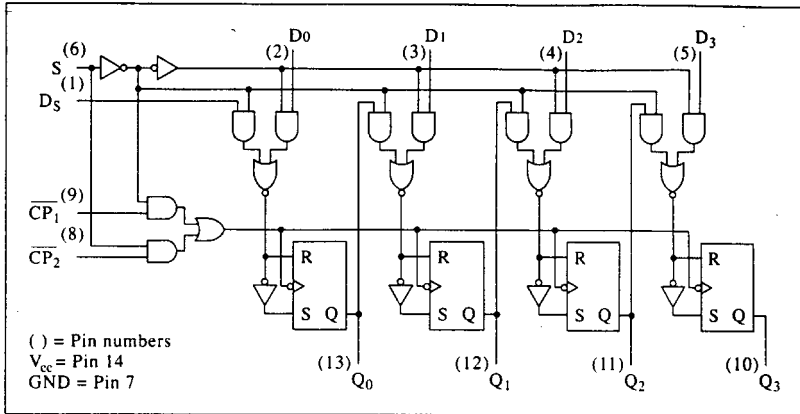 D0 D1 D2 D3
(6) (2) (3) (4) (5)
S
(1)
DS
(9)
CP1
(8)
CP2
R R R R
S Q S Q S Q S Q
( ) = Pin numbers
Vcc = Pin 14
GND = Pin 7
(13) (12) (11) (10)
Q0 Q1 Q2 Q3